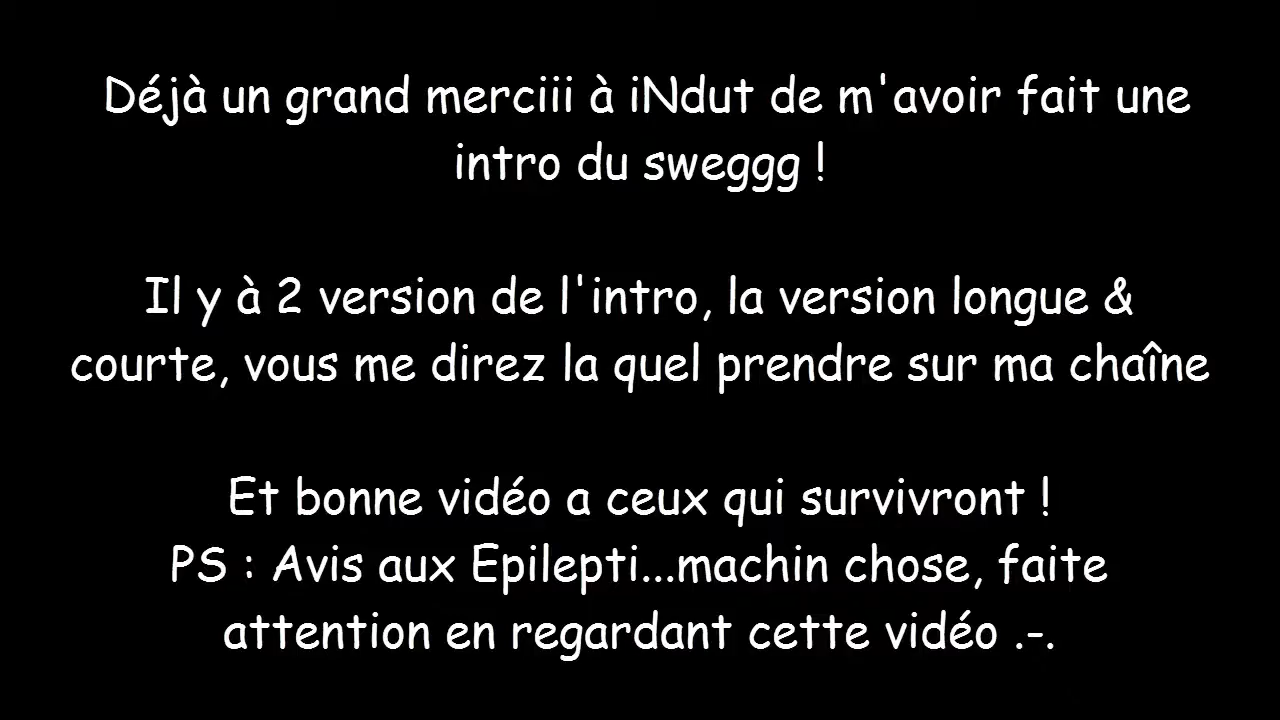 Déjà un grand merciii à iNdut de m'avoir fait une
intro du sweggg !
Il y à 2 version de l'intro, la version longue &
courte, vous me direz la quel prendre sur ma chaîne
Et bonne vidéo a ceux qui survivront !
PS : Avis aux Epilepti...machin chose, faite
attention en regardant cette vidéo .-.